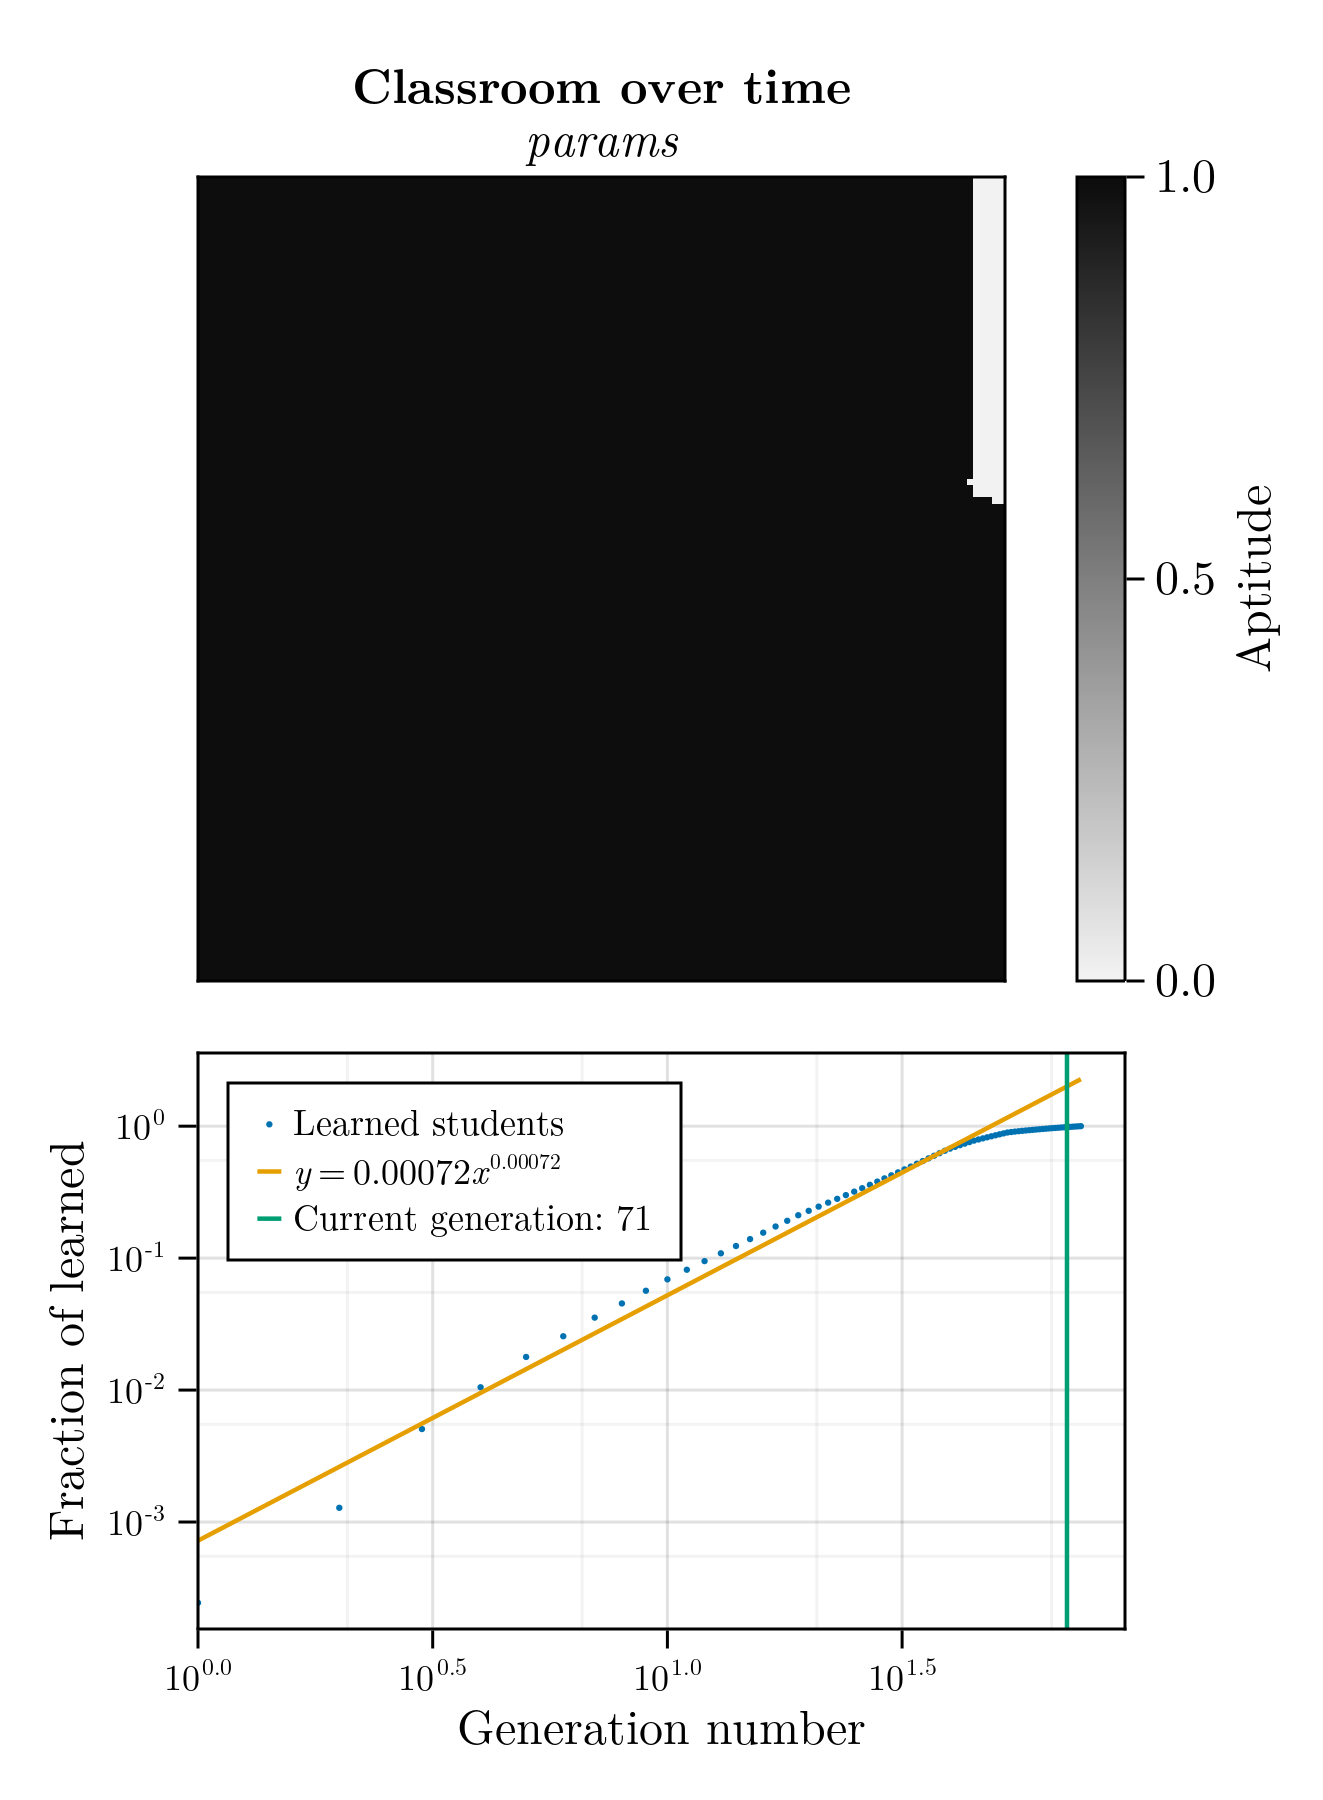 Classroom over time
params
1.0
0.5
0.0
Aptitude
Learned students
y = 0.00072x^0.00072
Current generation: 71
10^0
10^-1
10^-2
10^-3
Fraction of learned
10^0.0 10^0.5 10^1.0 10^1.5
Generation number